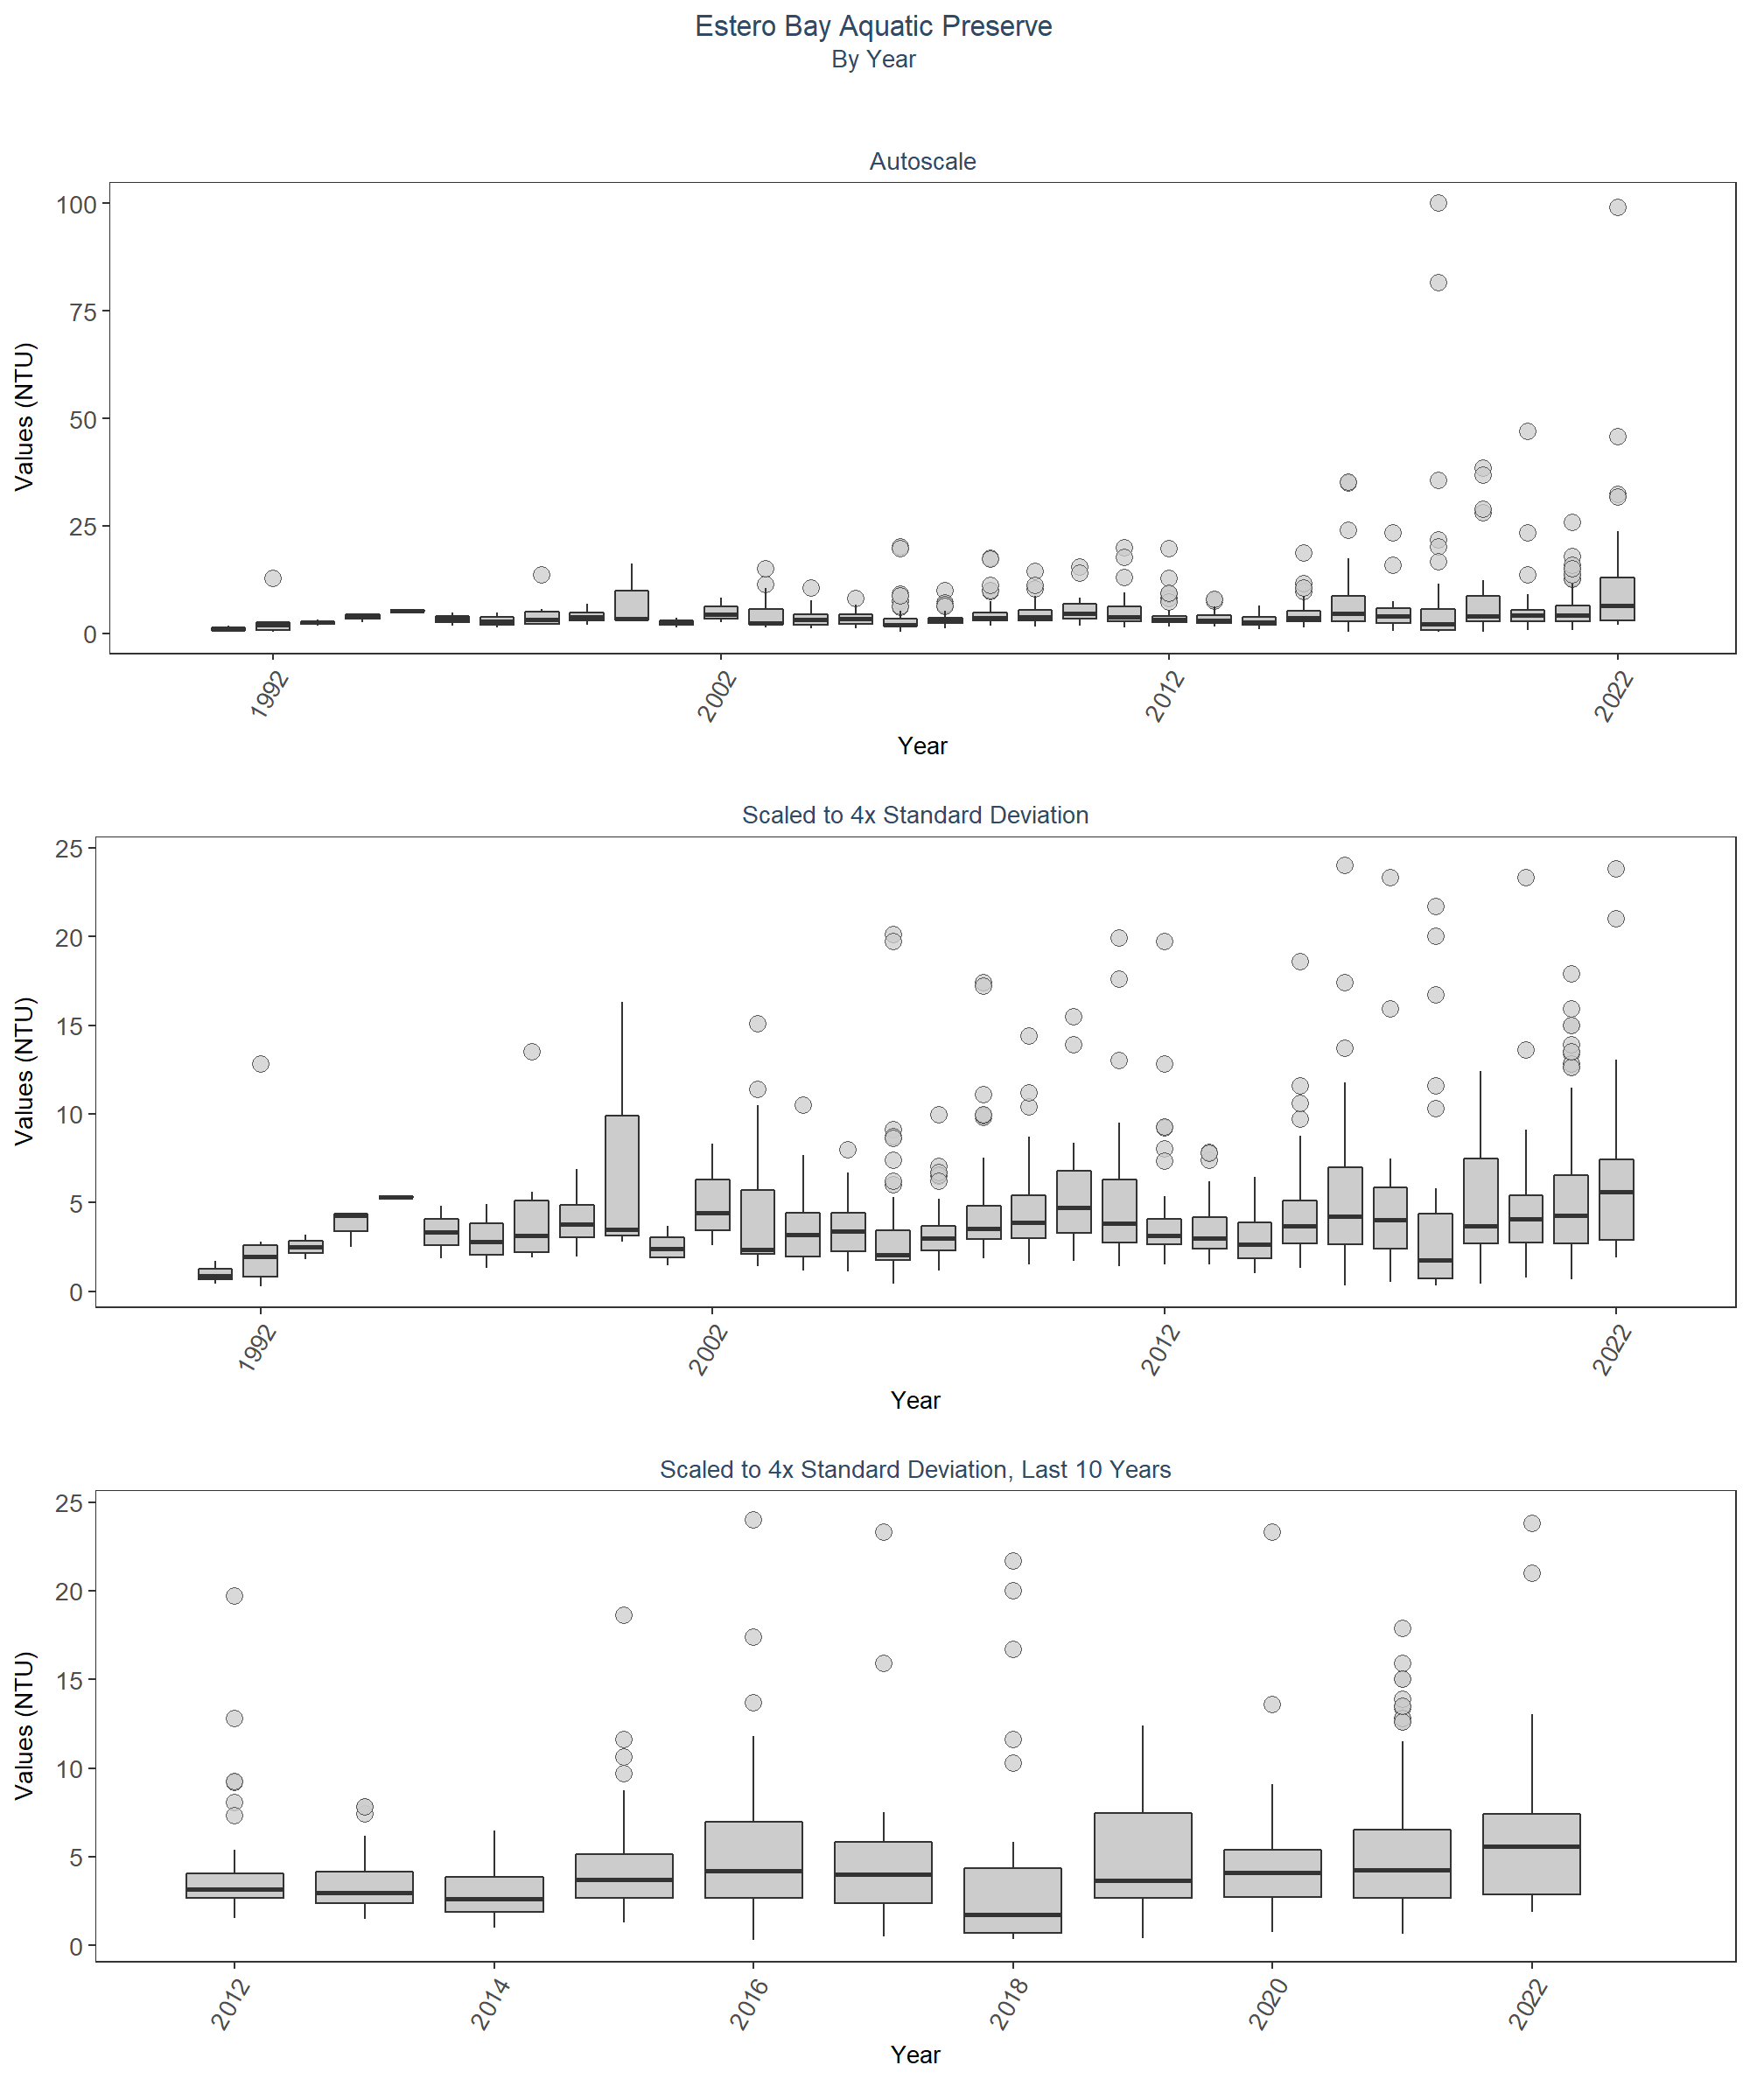 Estero Bay Aquatic Preserve
By Year
Autoscale
100
75
50
25
0
Values (NTU)
1992
2002
2012
2022
Year
Scaled to 4x Standard Deviation
25
20
15
10
5
0
Values (NTU)
1992
2002
2012
2022
Year
Scaled to 4x Standard Deviation, Last 10 Years
25
20
15
10
5
0
Values (NTU)
2012
2014
2016
2018
2020
2022
Year